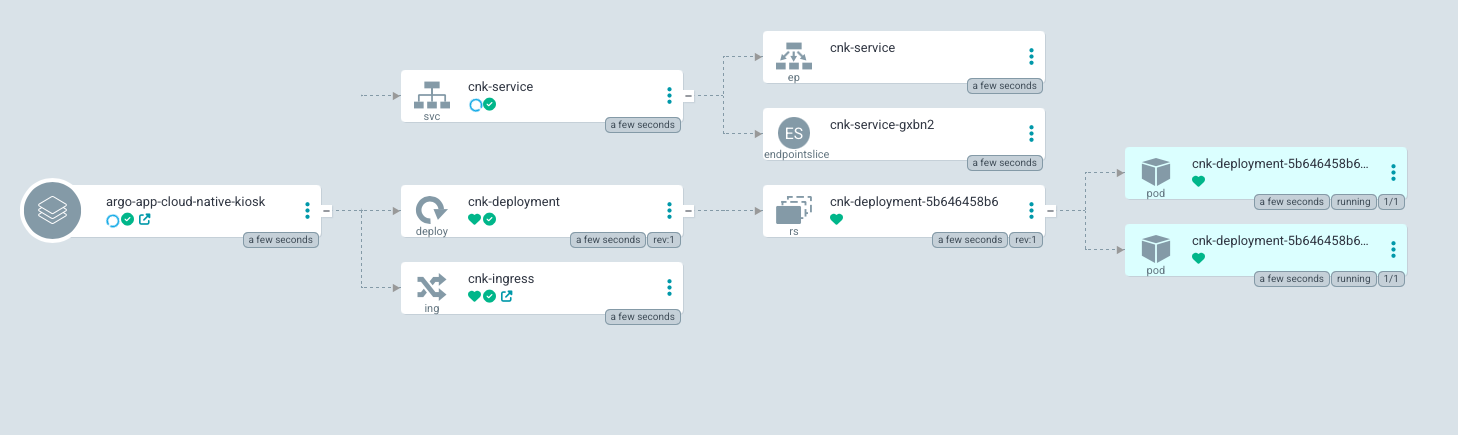 cnk-service
ep
a few seconds
cnk-service
svc
a few seconds
cnk-service-gxbn2
ES
endpointslice
a few seconds
cnk-deployment-5b646458b6...
pod
a few seconds
running
1/1
argo-app-cloud-native-kiosk
a few seconds
cnk-deployment
deploy
a few seconds
rev:1
cnk-deployment-5b646458b6
rs
a few seconds
rev:1
cnk-deployment-5b646458b6...
pod
a few seconds
running
1/1
cnk-ingress
ing
a few seconds